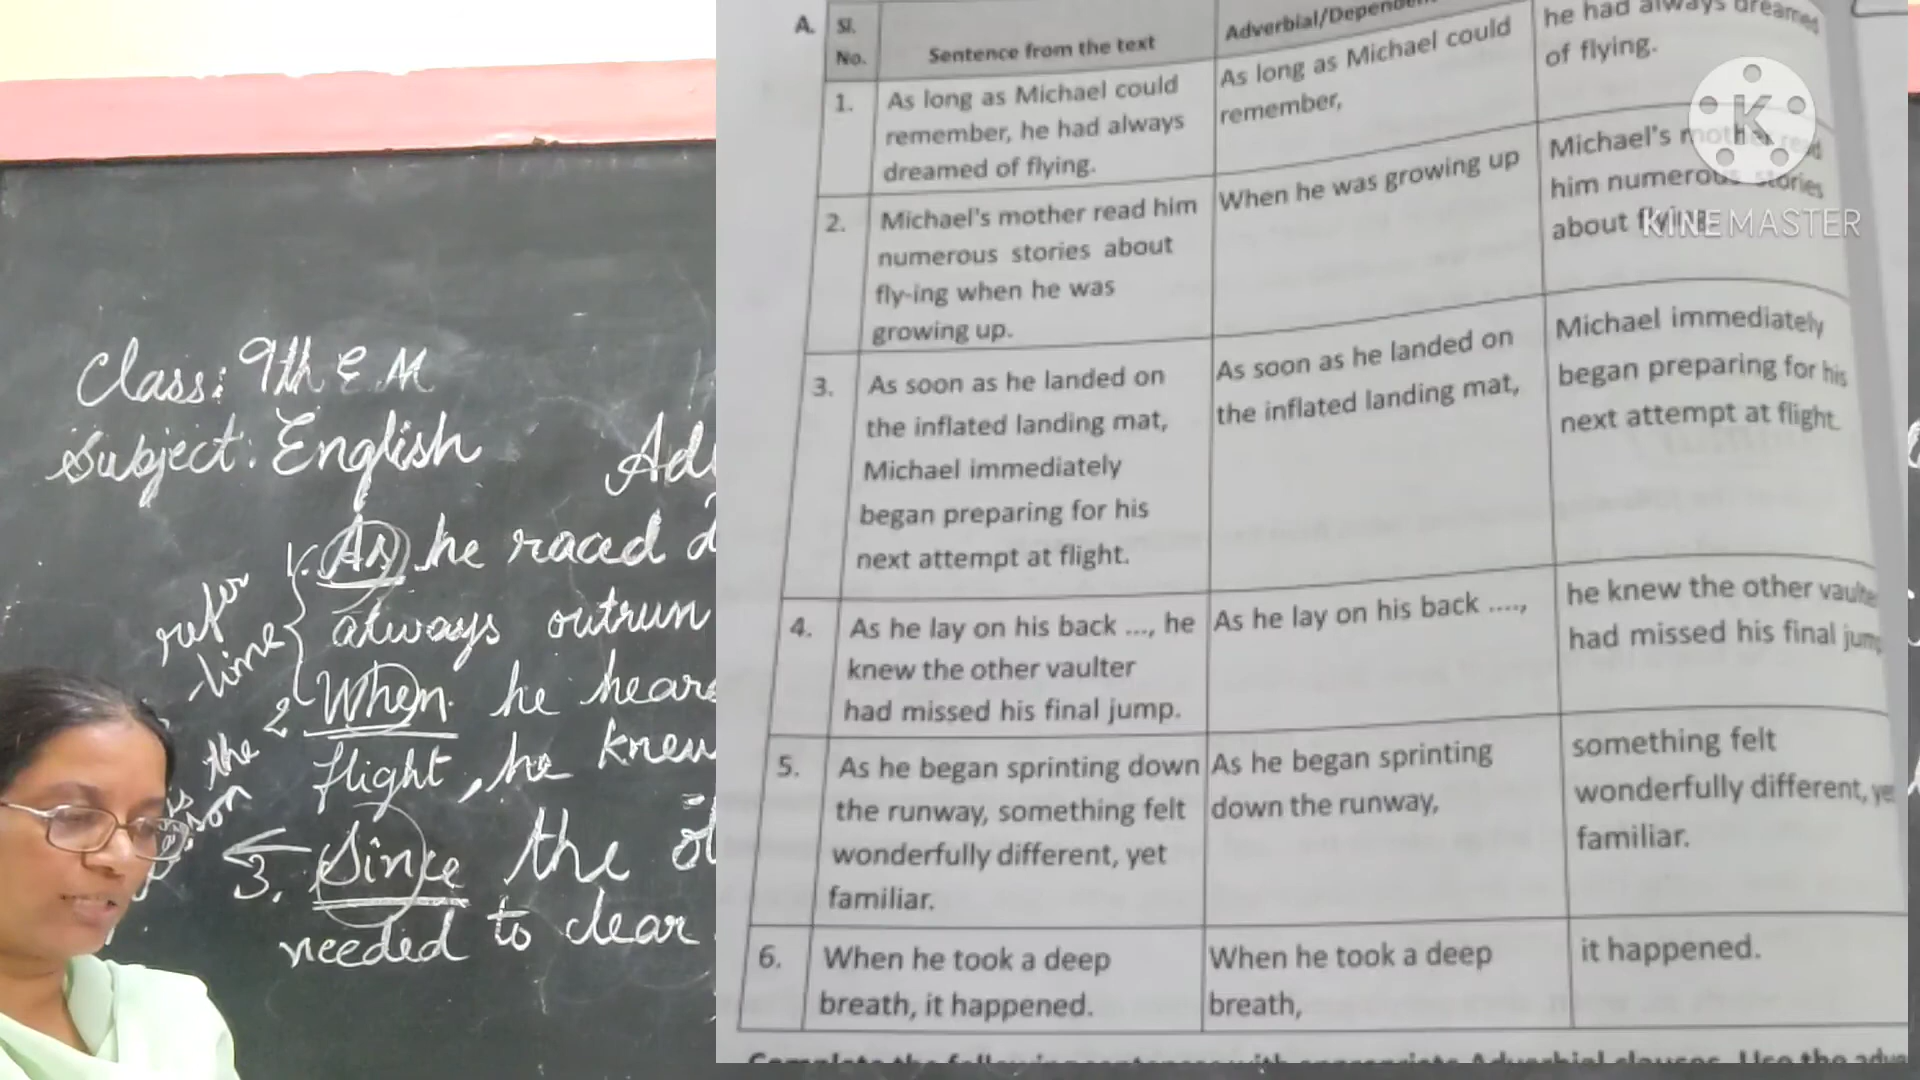 Class: 9th E M
Subject: English
1. As he raced
always outrun
refer
time
2 When he hear
flight, he knew
the
3. Since the
needed to clear
A.
Sl.
No.
Sentence from the text
he had always dreamed
of flying.
1.
As long as Michael could
remember, he had always
dreamed of flying.
As long as Michael could
remember,
2.
Michael's mother read him
numerous stories about
fly-ing when he was
growing up.
When he was growing up
Michael's mother read
him numerous stories
about flying
3.
As soon as he landed on
the inflated landing mat,
Michael immediately
began preparing for his
next attempt at flight.
As soon as he landed on
the inflated landing mat,
Michael immediately
began preparing for his
next attempt at flight.
4.
As he lay on his back ..., he
knew the other vaulter
had missed his final jump.
As he lay on his back ....,
he knew the other
had missed his final jump
5.
As he began sprinting down
the runway, something felt
wonderfully different, yet
familiar.
As he began sprinting
down the runway,
something felt
wonderfully different,
familiar.
6.
When he took a deep
breath, it happened.
When he took a deep
breath,
it happened.
K
KINEMASTER